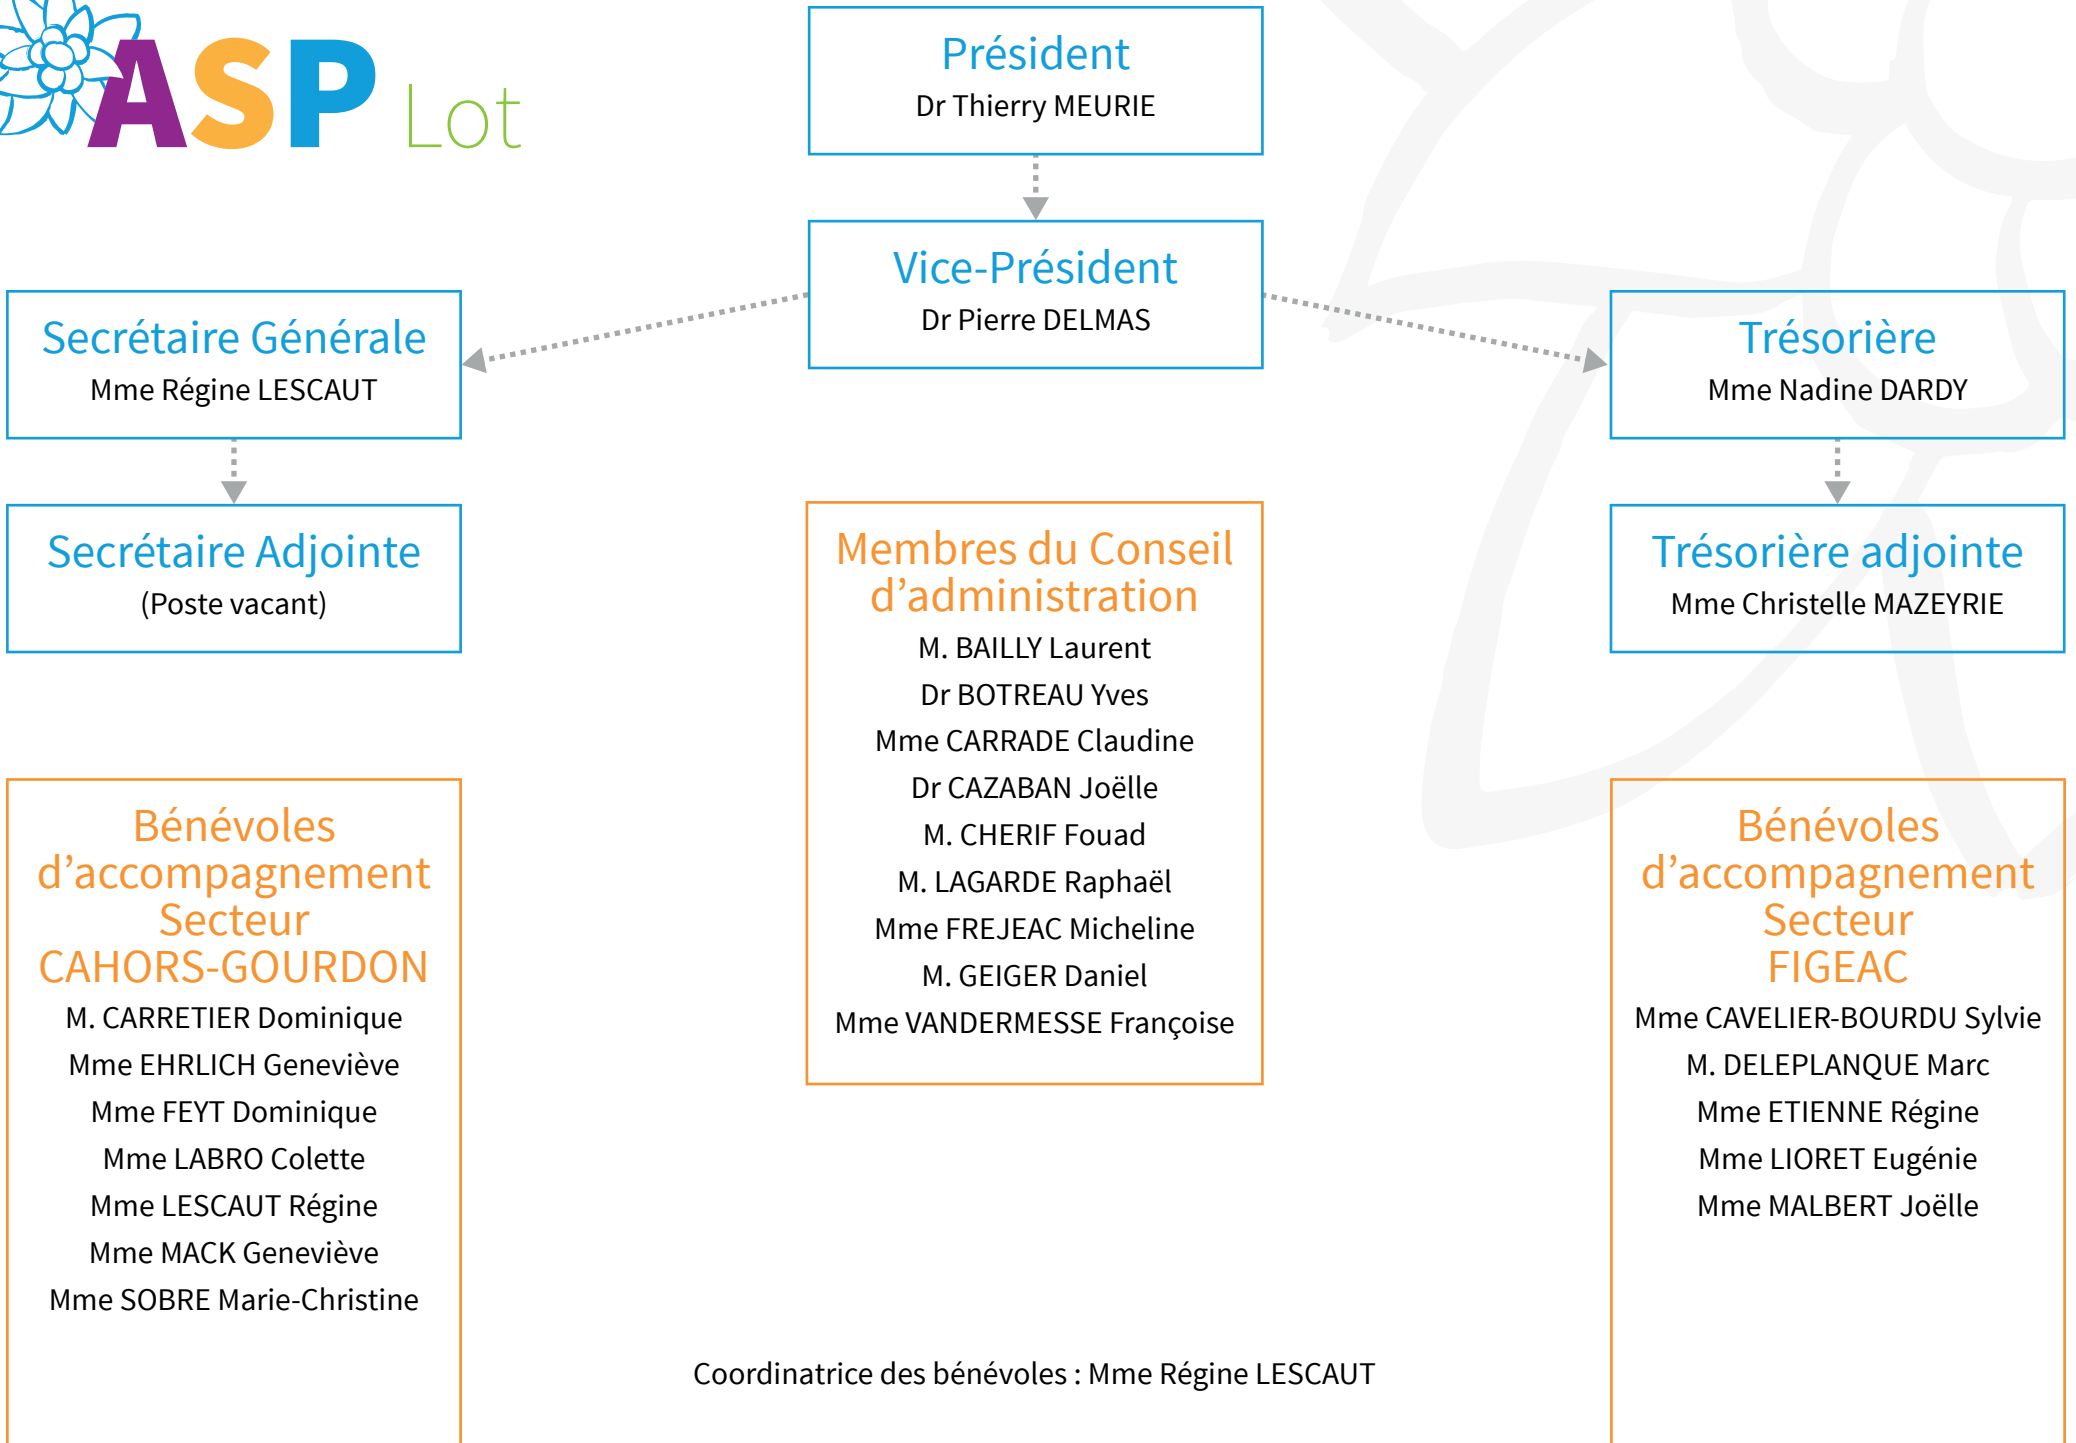 ASP Lot
Président
Dr Thierry MEURIE
Vice-Président
Dr Pierre DELMAS
Secrétaire Générale
Mme Régine LESCAUT
Trésorière
Mme Nadine DARDY
Secrétaire Adjointe
(Poste vacant)
Trésorière adjointe
Mme Christelle MAZEYRIE
Membres du Conseil
d’administration
M. BAILLY Laurent
Dr BOTREAU Yves
Mme CARRADE Claudine
Dr CAZABAN Joëlle
M. CHERIF Fouad
M. LAGARDE Raphaël
Mme FREJEAC Micheline
M. GEIGER Daniel
Mme VANDERMESSE Françoise
Bénévoles
d’accompagnement
Secteur
CAHORS-GOURDON
M. CARRETIER Dominique
Mme EHRLICH Geneviève
Mme FEYT Dominique
Mme LABRO Colette
Mme LESCAUT Régine
Mme MACK Geneviève
Mme SOBRE Marie-Christine
Bénévoles
d’accompagnement
Secteur
FIGEAC
Mme CAVELIER-BOURDU Sylvie
M. DELEPLANQUE Marc
Mme ETIENNE Régine
Mme LIORET Eugénie
Mme MALBERT Joëlle
Coordinatrice des bénévoles : Mme Régine LESCAUT